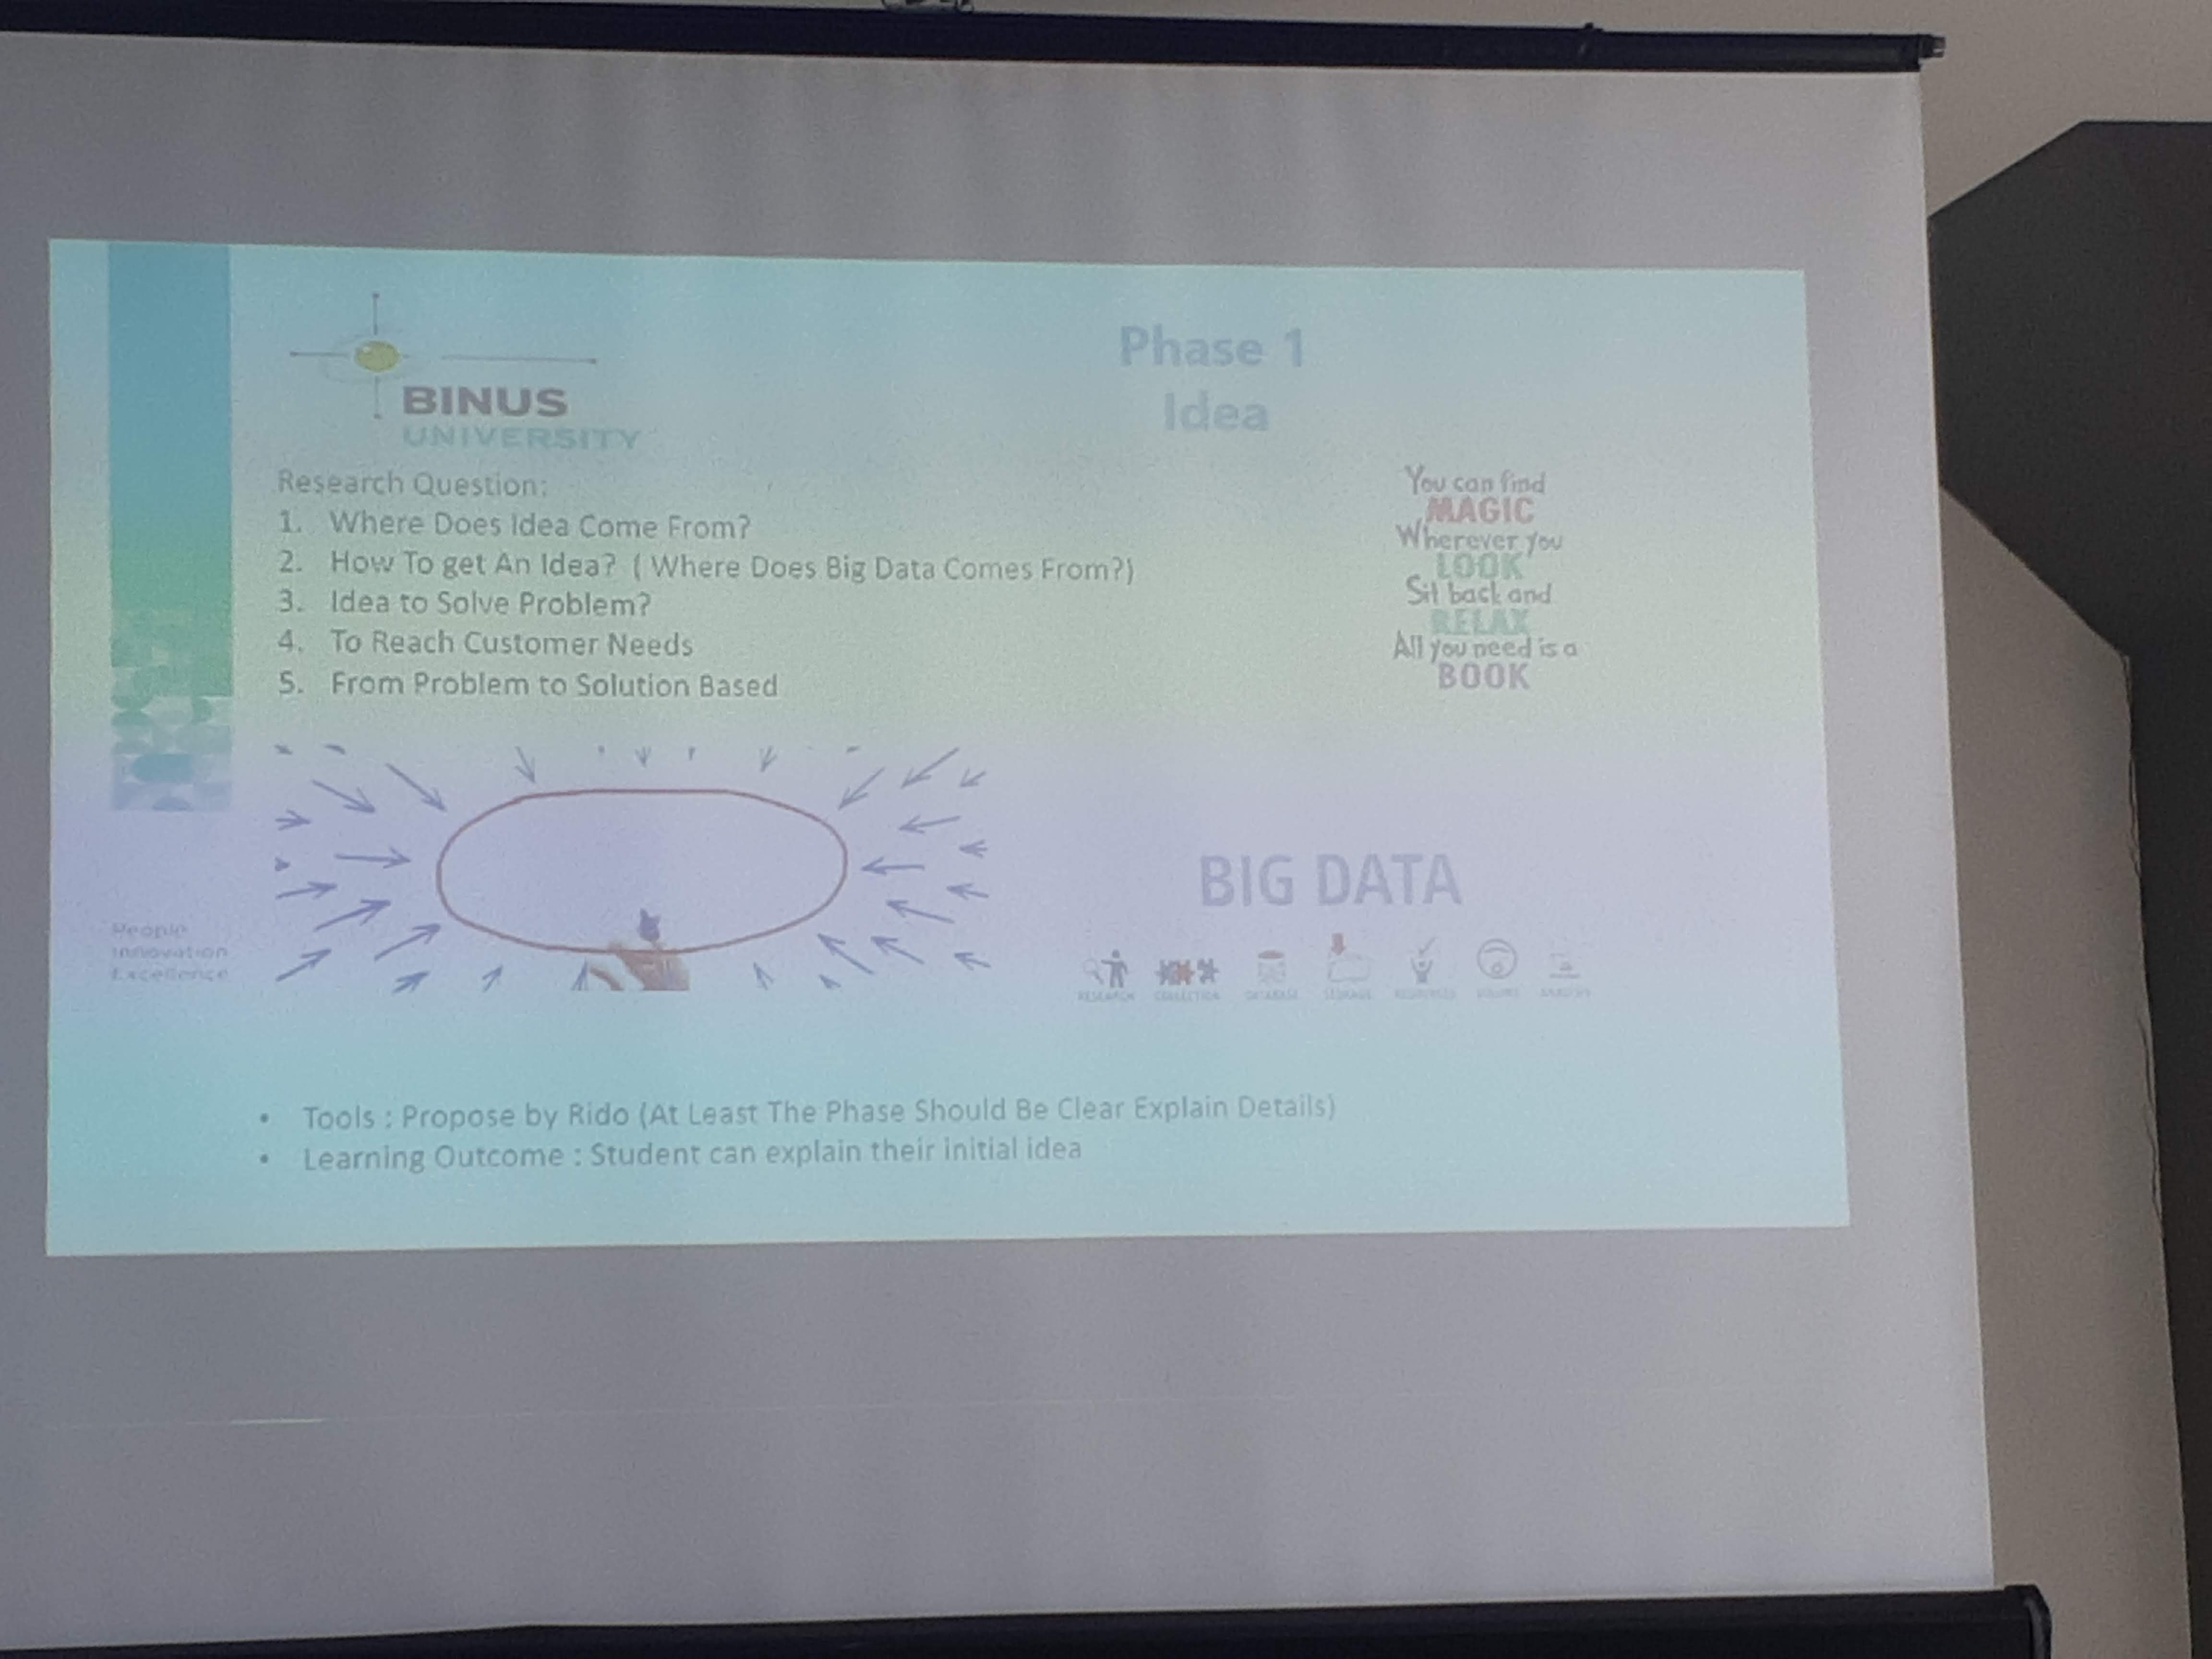 BINUS
UNIVERSITY
Phase 1
Idea
Research Question:
1. Where Does Idea Come From?
2. How To get An Idea? ( Where Does Big Data Comes From?)
3. Idea to Solve Problem?
4. To Reach Customer Needs
5. From Problem to Solution Based
You can find
MAGIC
Wherever you
LOOK
Sit back and
RELAX
All you need is a
BOOK
People
Innovation
Excellence
BIG DATA
RESEARCH COLLECTION DATABASE STORAGE RESPONSES VOLUME ANALYSIS
• Tools : Propose by Rido (At Least The Phase Should Be Clear Explain Details)
• Learning Outcome : Student can explain their initial idea